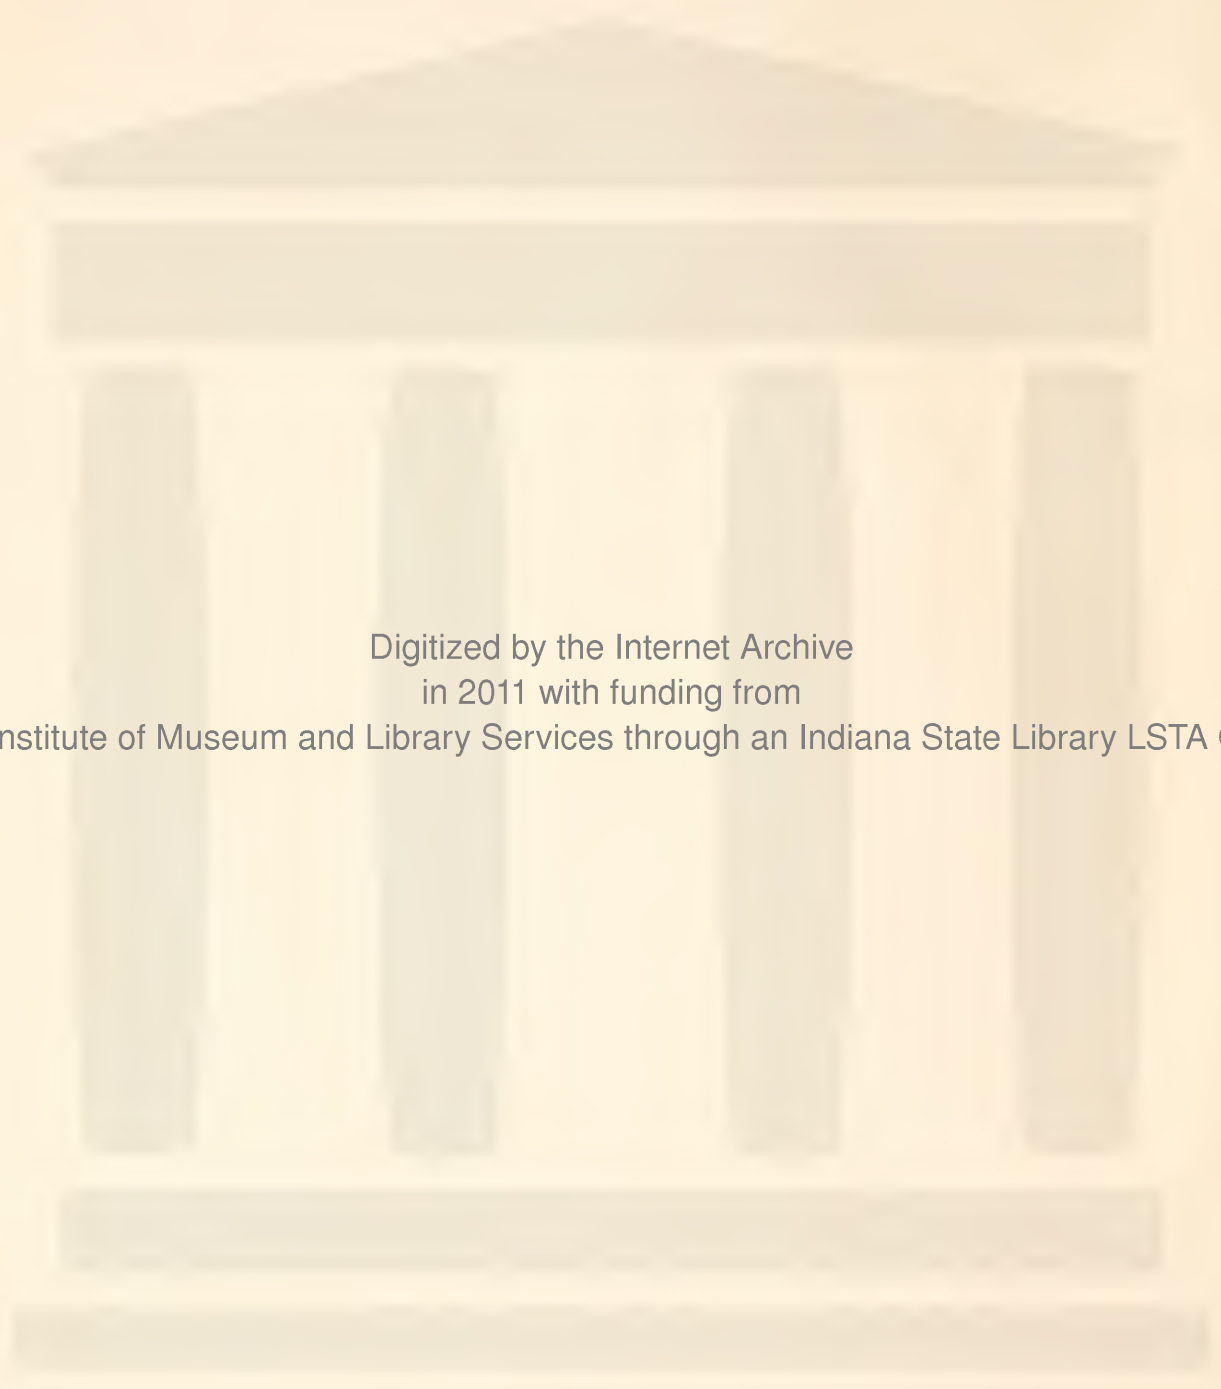 Digitized by the Internet Archive
in 2011 with funding from
nstitute of Museum and Library Services through an Indiana State Library LSTA